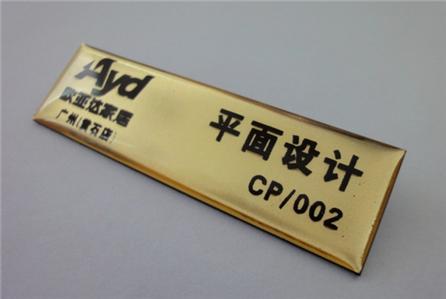 Ayd
欧亚达家居
广州(黄石店)
平面设计
CP/002